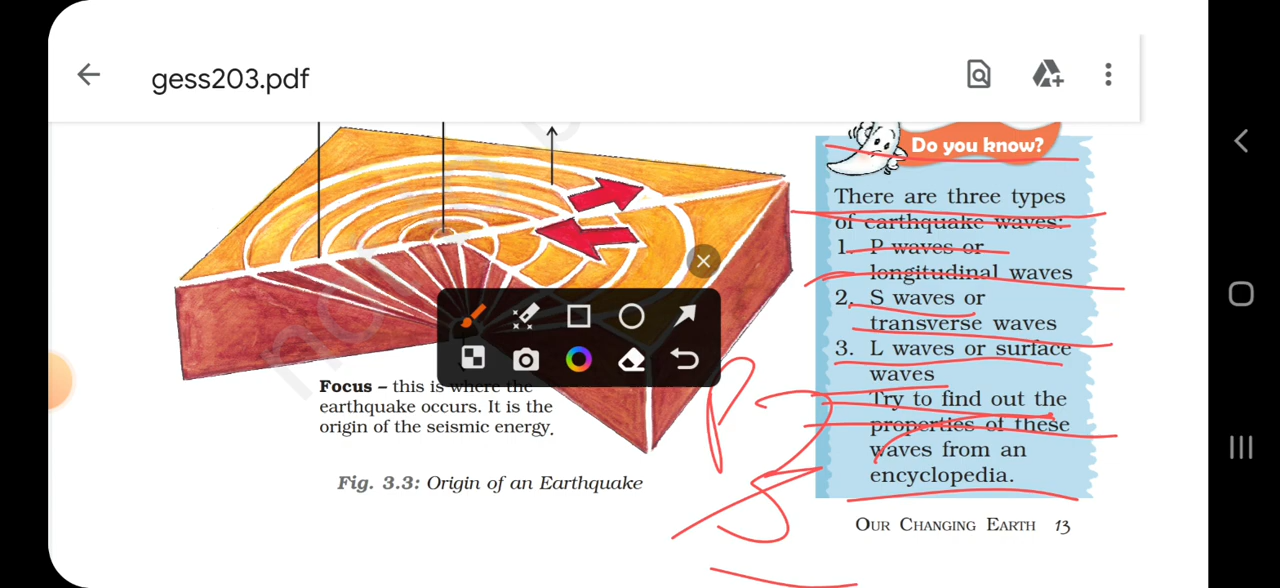 gess203.pdf
Do you know?
There are three types
of earthquake waves:
1. P waves or
longitudinal waves
2. S waves or
transverse waves
3. L waves or surface
waves
Try to find out the
properties of these
waves from an
encyclopedia.
Focus – this is where the
earthquake occurs. It is the
origin of the seismic energy.
Fig. 3.3: Origin of an Earthquake
P
S
OUR CHANGING EARTH 13